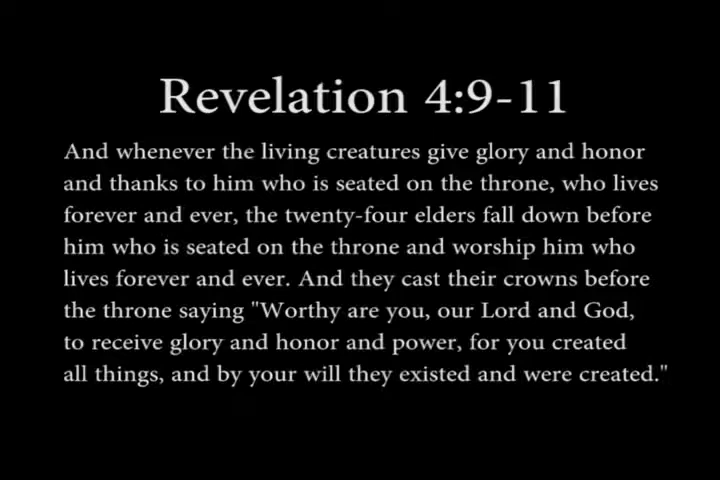 Revelation 4:9-11
And whenever the living creatures give glory and honor
and thanks to him who is seated on the throne, who lives
forever and ever, the twenty-four elders fall down before
him who is seated on the throne and worship him who
lives forever and ever. And they cast their crowns before
the throne saying "Worthy are you, our Lord and God,
to receive glory and honor and power, for you created
all things, and by your will they existed and were created."